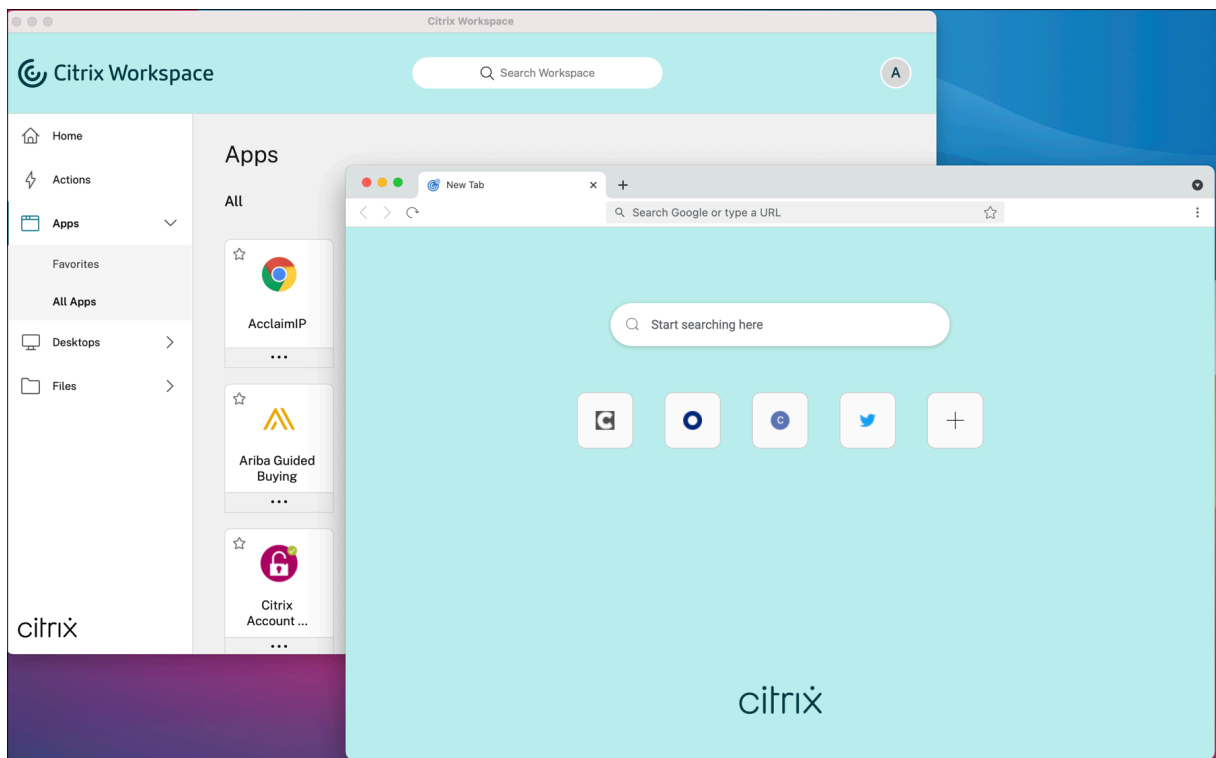 Citrix Workspace
Citrix Workspace
Search Workspace
A
Home
Actions
Apps
Favorites
All Apps
Desktops
Files
citrix
Apps
All
AcclaimIP
Ariba Guided
Buying
Citrix
Account ...
New Tab
Search Google or type a URL
Start searching here
C
C
citrix